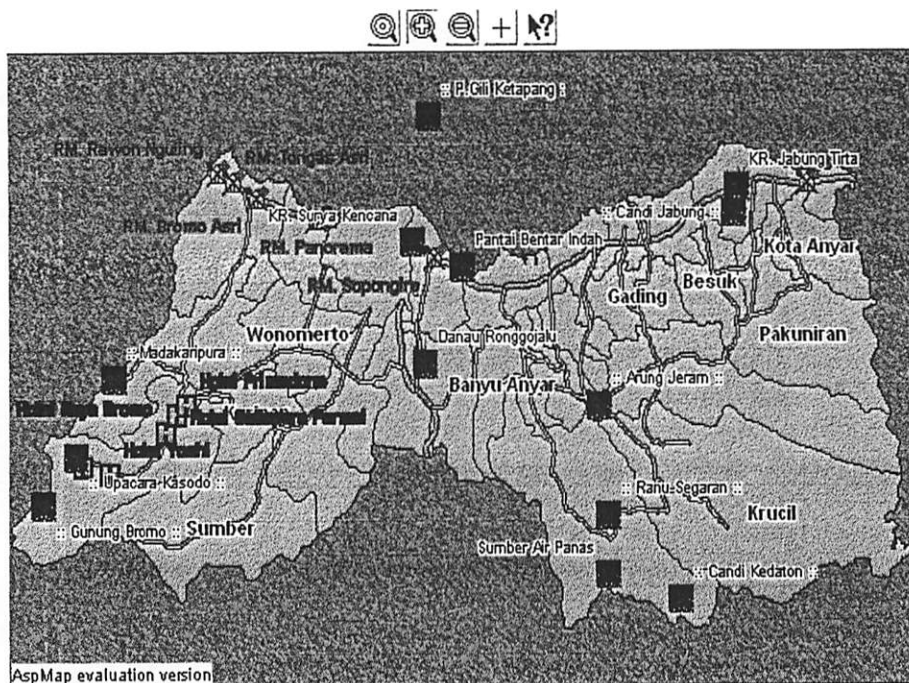 :: P.Gili Ketapang :
RM. Rawon Nguling
RM. Tongas Asri
KR. Jabung Tirta
KR. Surya Kencana
:: Candi Jabung ::
RM. Bromo Asri
Pantai Bentar Indah
Kota Anyar
RM. Panorama
Besuk
RM. Sopongiro
Gading
Wonomerto
Danau Ronggojalu
Pakuniran
:: Madakaripura ::
:: Arung Jeram ::
Banyu Anyar
Hotel
Hotel
:: Upacara Kasodo ::
:: Ranu Segaran ::
:: Gunung Bromo ::
Sumber
Krucil
Sumber Air Panas
:: Candi Kedaton ::
AspMap evaluation version